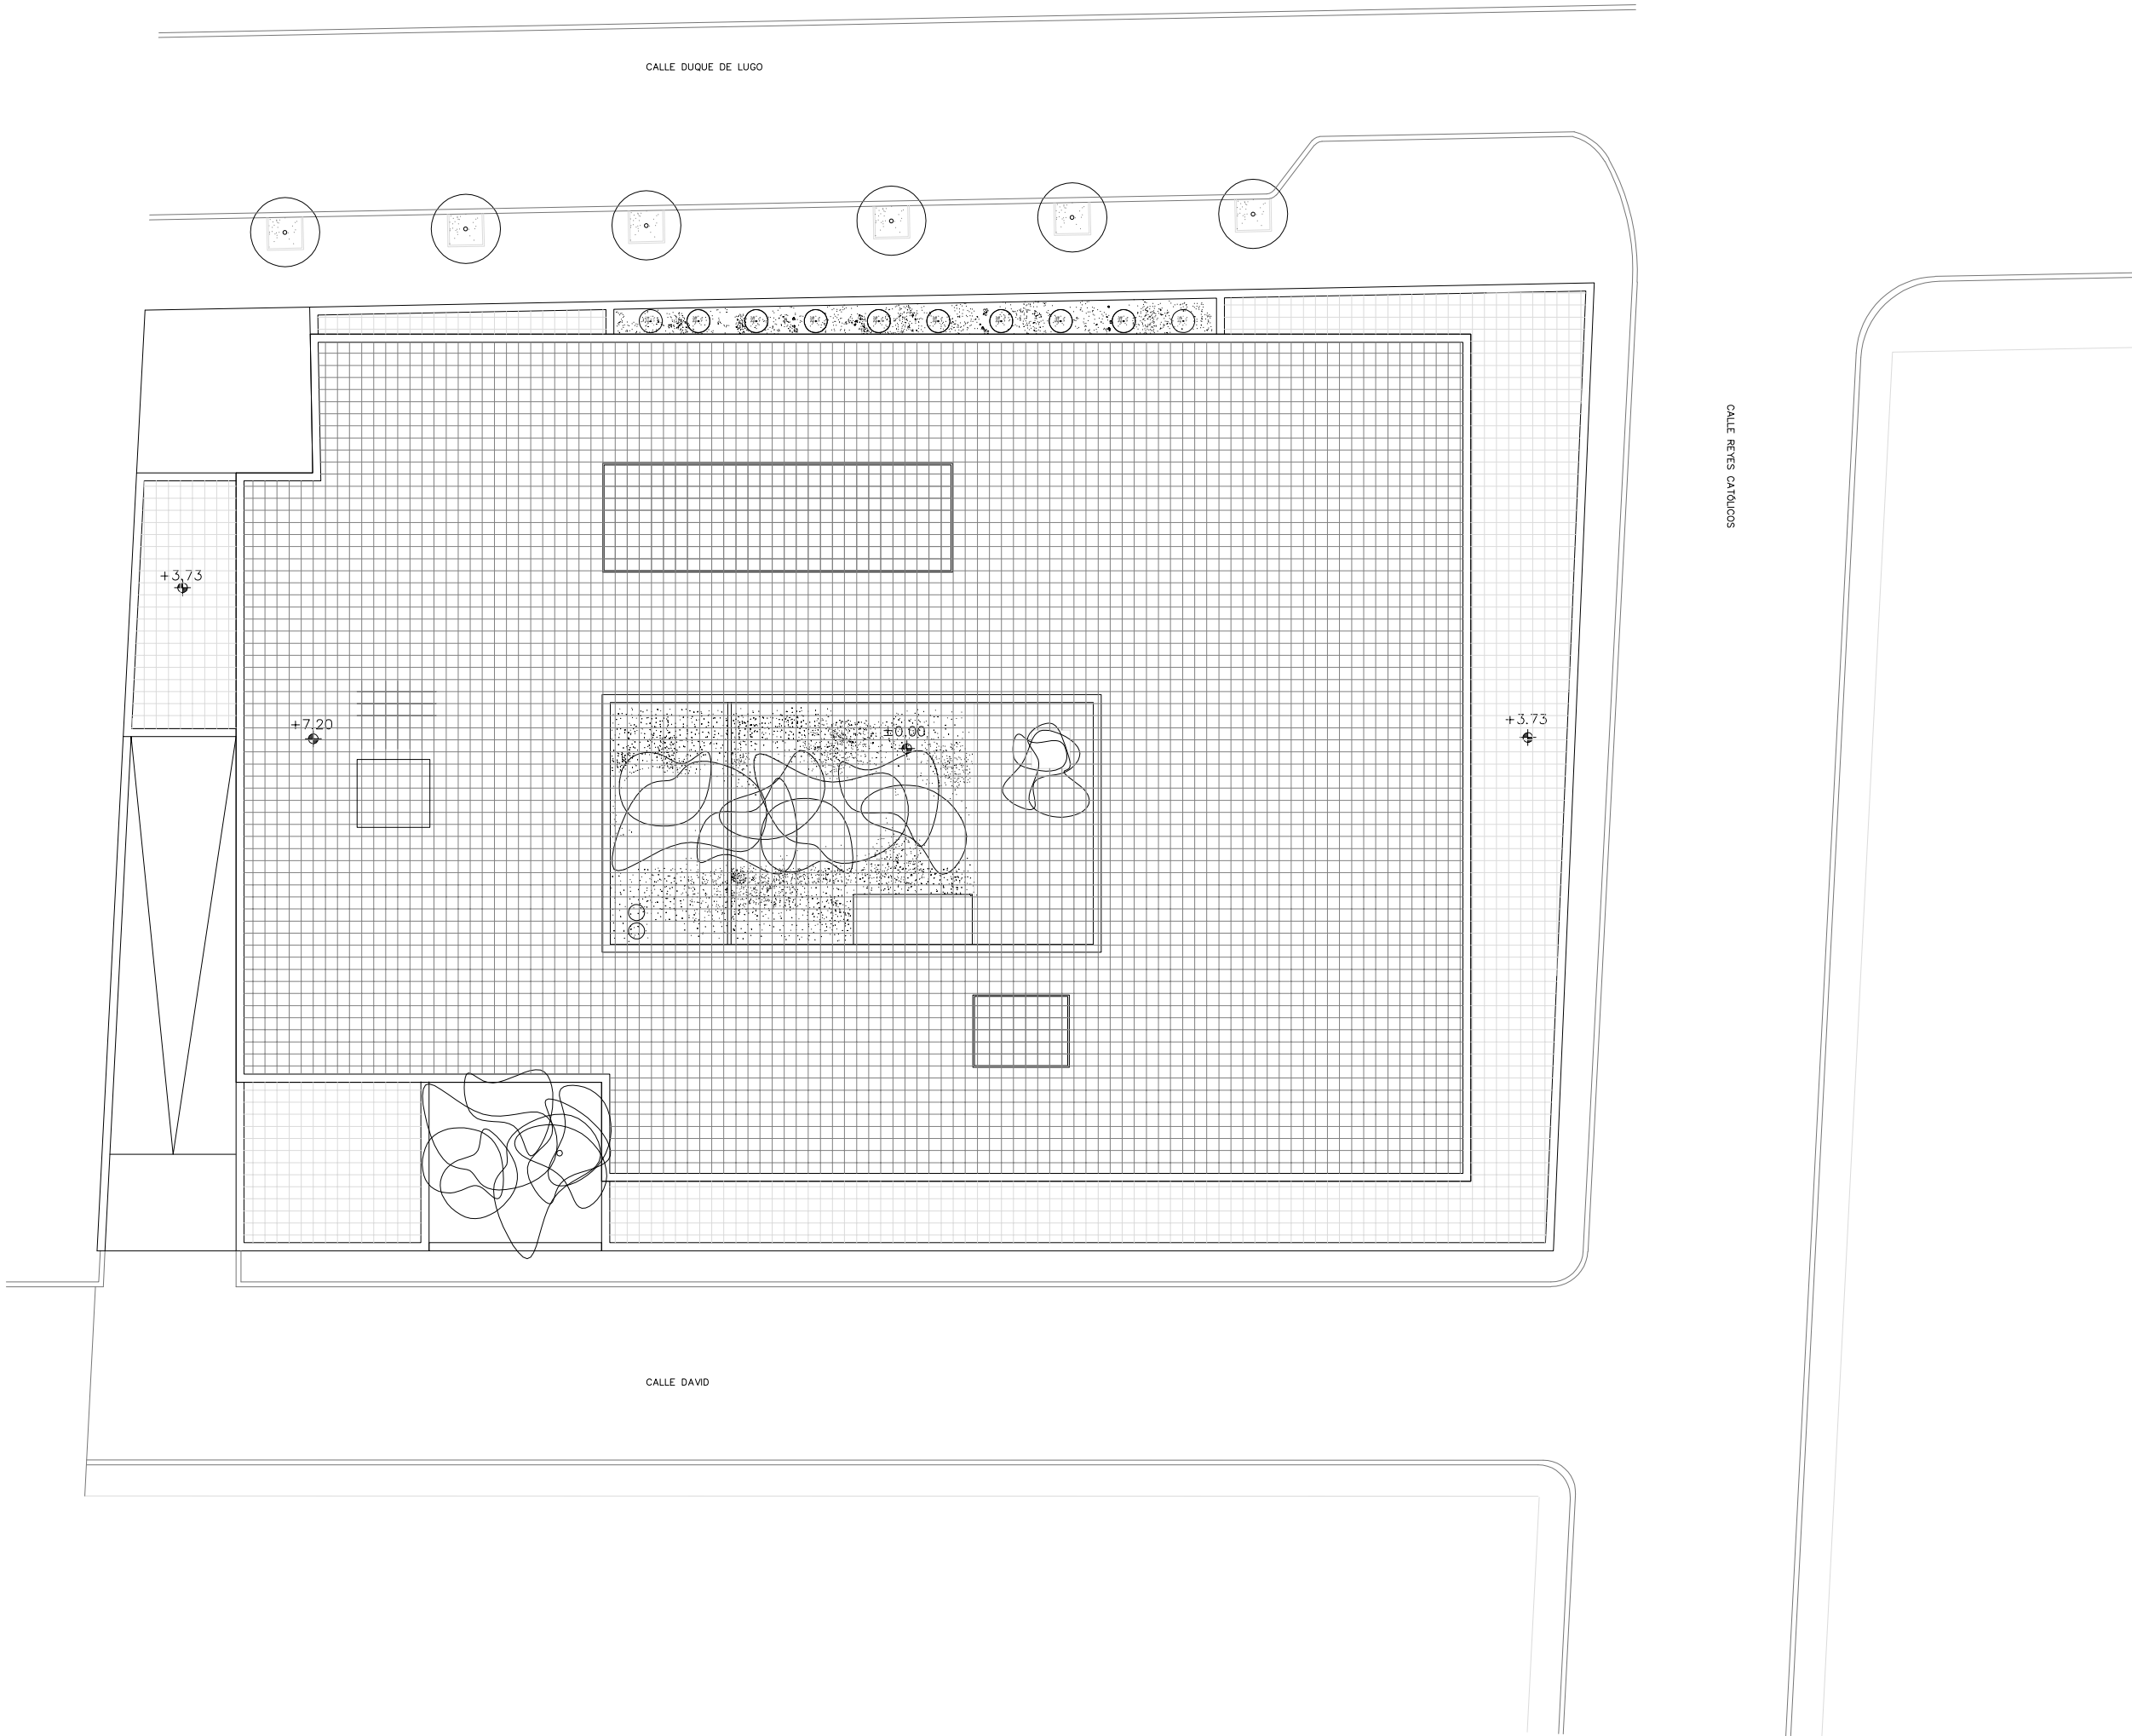 CALLE DUQUE DE LUGO
CALLE REYES CATÓLICOS
+3,73
+7,20
±0,00
+3.73
CALLE DAVID